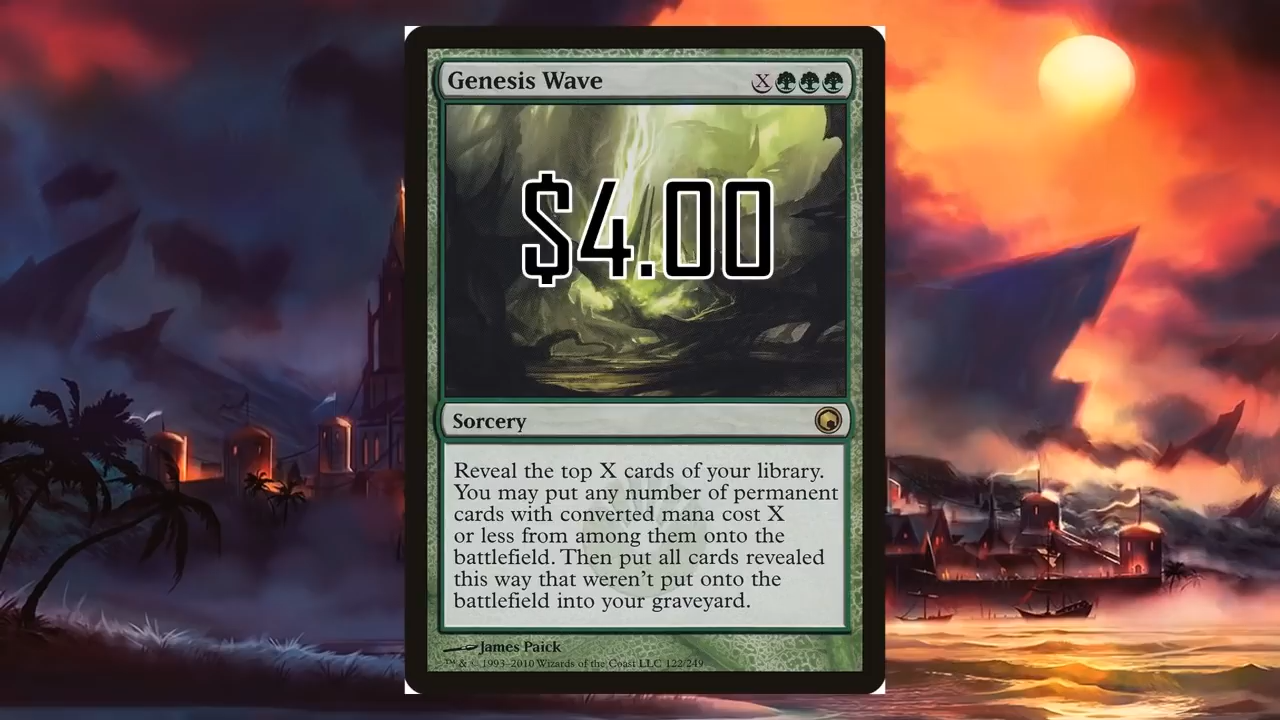 Genesis Wave X
$4.00
Sorcery
Reveal the top X cards of your library.
You may put any number of permanent
cards with converted mana cost X
or less from among them onto the
battlefield. Then put all cards revealed
this way that weren't put onto the
battlefield into your graveyard.
James Paick
™ & © 1993–2010 Wizards of the Coast LLC 122/249